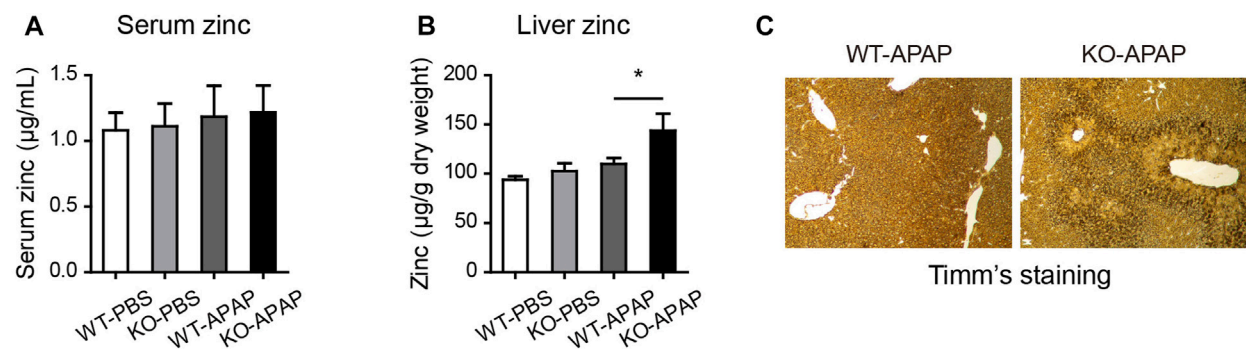 A Serum zinc
Serum zinc (µg/mL)
1.5
1.0
0.5
0.0
WT-PBS
KO-PBS
WT-APAP
KO-APAP
B Liver zinc
Zinc (µg/g dry weight)
200
150
100
50
0
*
WT-PBS
KO-PBS
WT-APAP
KO-APAP
C
WT-APAP KO-APAP
Timm's staining